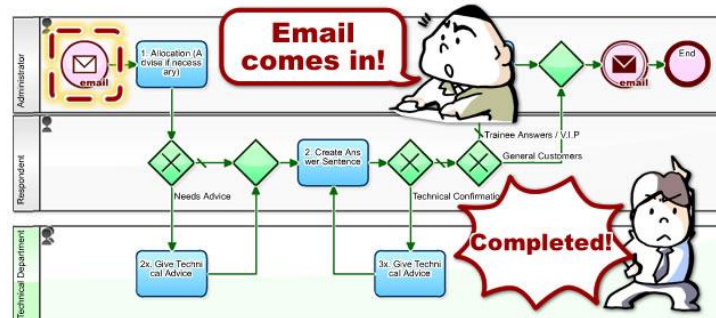 Administrator
email
1. Allocation (A
dvise if necess
ary)
Email
comes in!
email
End
Trainee Answers / V.I.P
General Customers
Respondent
Needs Advice
2. Create Ans
wer Sentence
Technical Confirmatio
Completed!
Technical Department
2x. Give Techni
cal Advice
3x. Give Techni
cal Advice